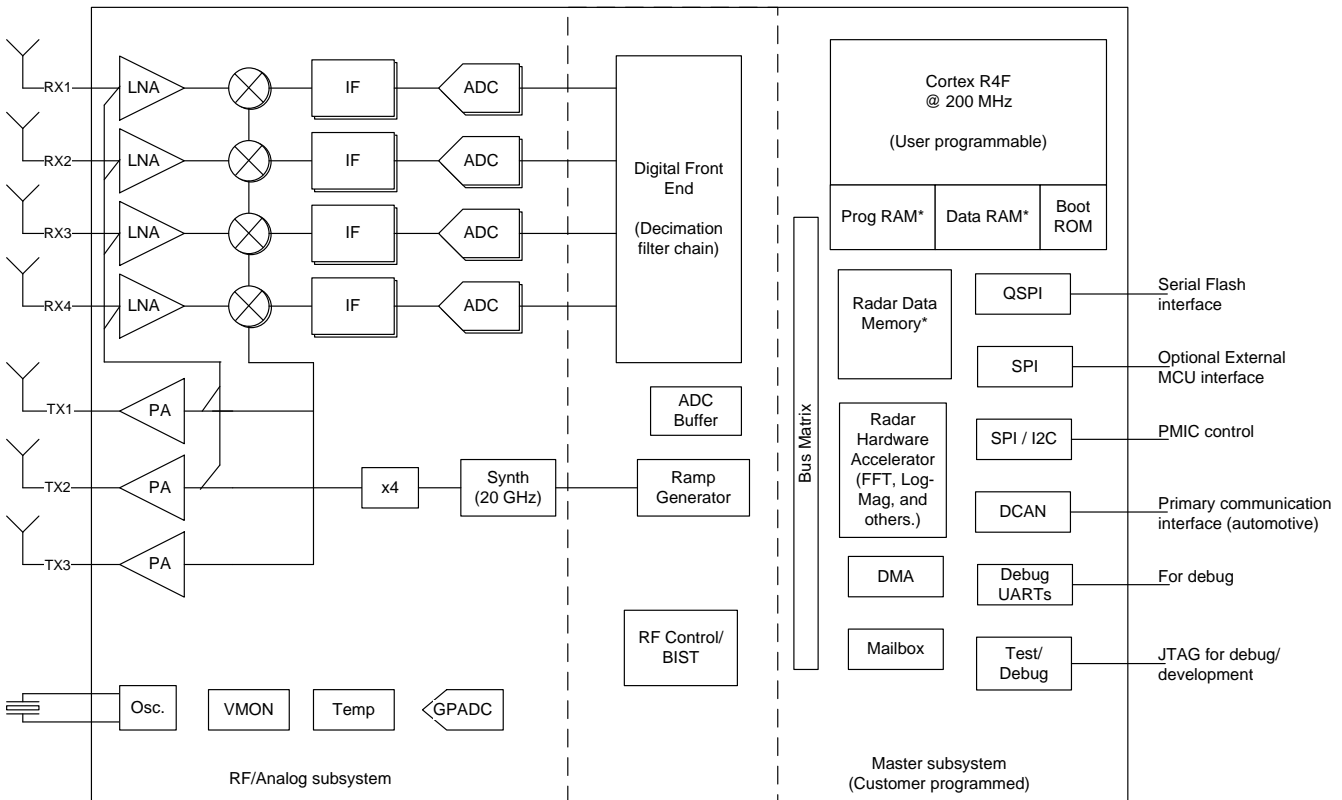 RX1
LNA
IF
ADC
RX2
LNA
IF
ADC
RX3
LNA
IF
ADC
RX4
LNA
IF
ADC
TX1
PA
TX2
PA
TX3
PA
x4
Synth
(20 GHz)
Osc.
VMON
Temp
GPADC
RF/Analog subsystem
Digital Front
End
(Decimation
filter chain)
ADC
Buffer
Ramp
Generator
RF Control/
BIST
Bus Matrix
Cortex R4F
@ 200 MHz
(User programmable)
Prog RAM*
Data RAM*
Boot
ROM
Radar Data
Memory*
Radar
Hardware
Accelerator
(FFT, Log-
Mag, and
others.)
DMA
Mailbox
QSPI
Serial Flash
interface
SPI
Optional External
MCU interface
SPI / I2C
PMIC control
DCAN
Primary communication
interface (automotive)
Debug
UARTs
For debug
Test/
Debug
JTAG for debug/
development
Master subsystem
(Customer programmed)